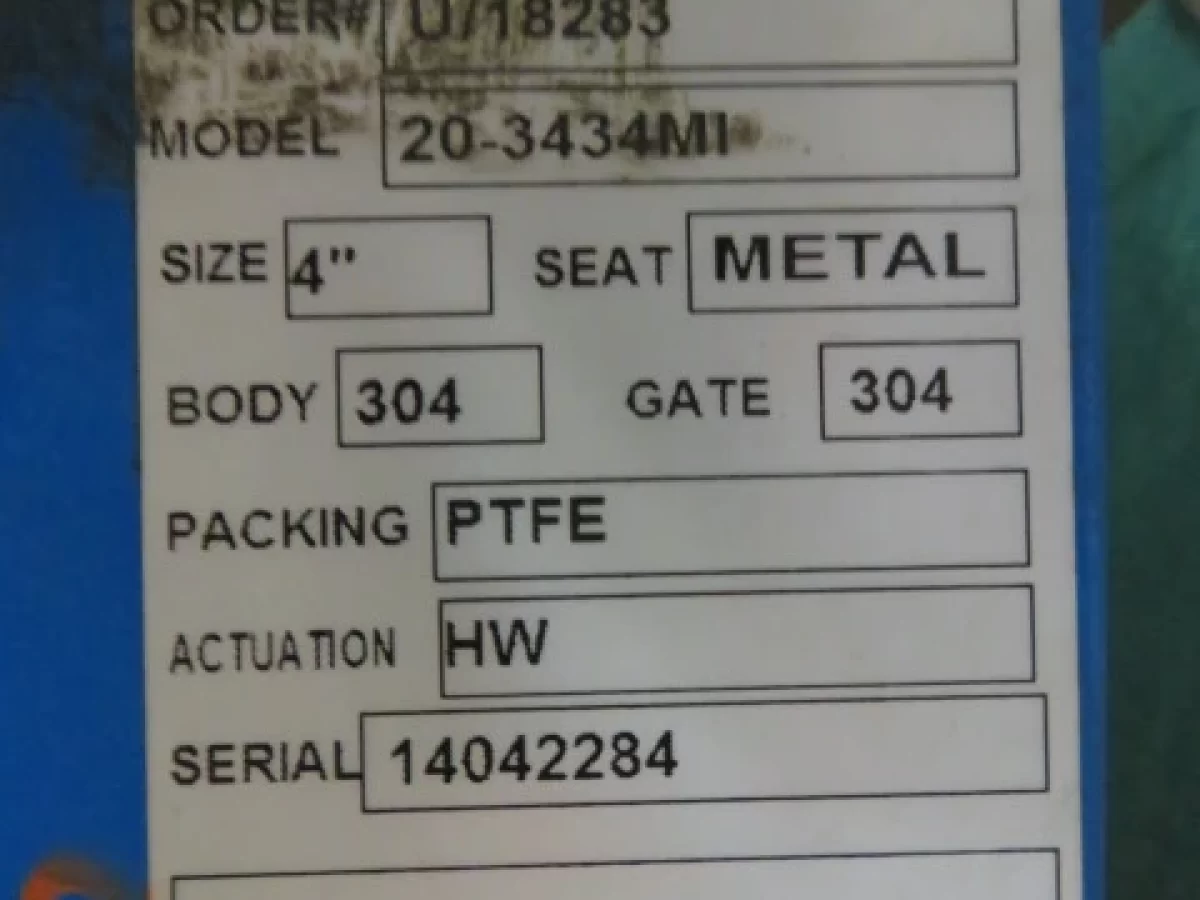 ORDER# U/18283
MODEL 20-3434MI
SIZE 4" SEAT METAL
BODY 304 GATE 304
PACKING PTFE
ACTUATION HW
SERIAL 14042284